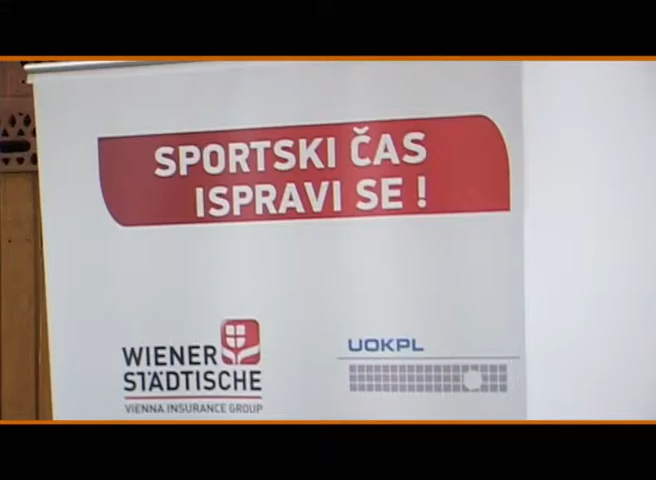 SPORTSKI ČAS
ISPRAVI SE !
WIENER
STÄDTISCHE
VIENNA INSURANCE GROUP
UOKPL